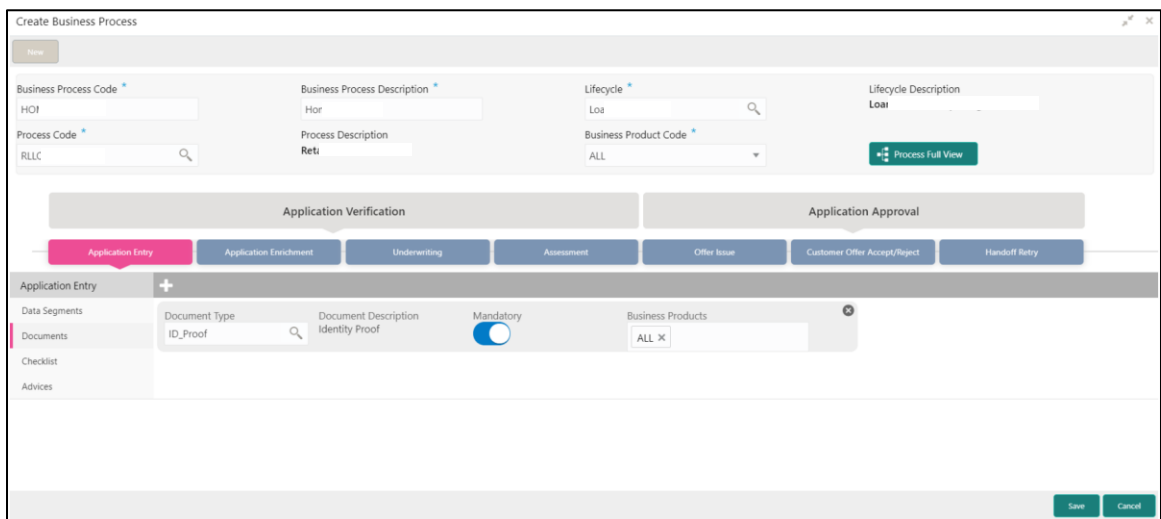 Create Business Process
New
Business Process Code * Business Process Description * Lifecycle * Lifecycle Description
Hor Loa
Process Code * Process Description Business Product Code *
RLLC ALL Process Full View
Application Verification Application Approval
Application Entry Application Enrichment Underwriting Assessment Offer Issue Customer Offer Accept/Reject Handoff Retry
Application Entry
Data Segments Document Type Document Description Mandatory Business Products
Documents ID_Proof Identity Proof ALL
Checklist
Advices
Save Cancel